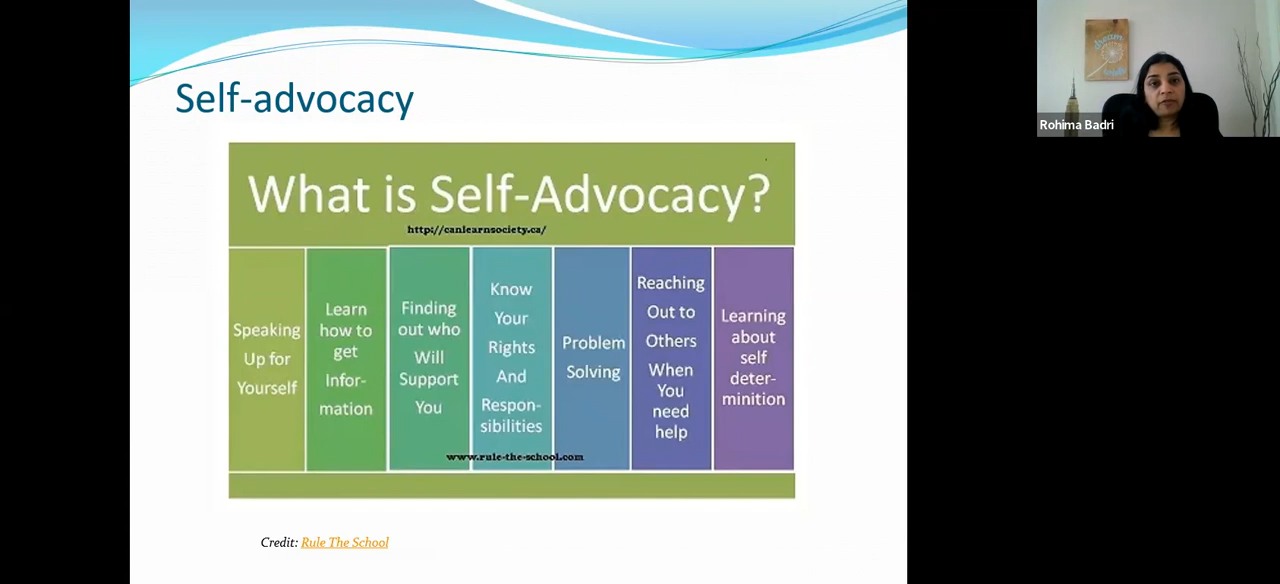 Self-advocacy
What is Self-Advocacy?
http://canlearnsociety.ca/
Speaking
Up for
Yourself
Learn
how to
get
Infor-
mation
Finding
out who
Will
Support
You
Know
Your
Rights
And
Respon-
sibilities
Problem
Solving
Reaching
Out to
Others
When
You
need
help
Learning
about
self
deter-
minition
www.rule-the-school.com
Credit: Rule The School
dream
Rohima Badri